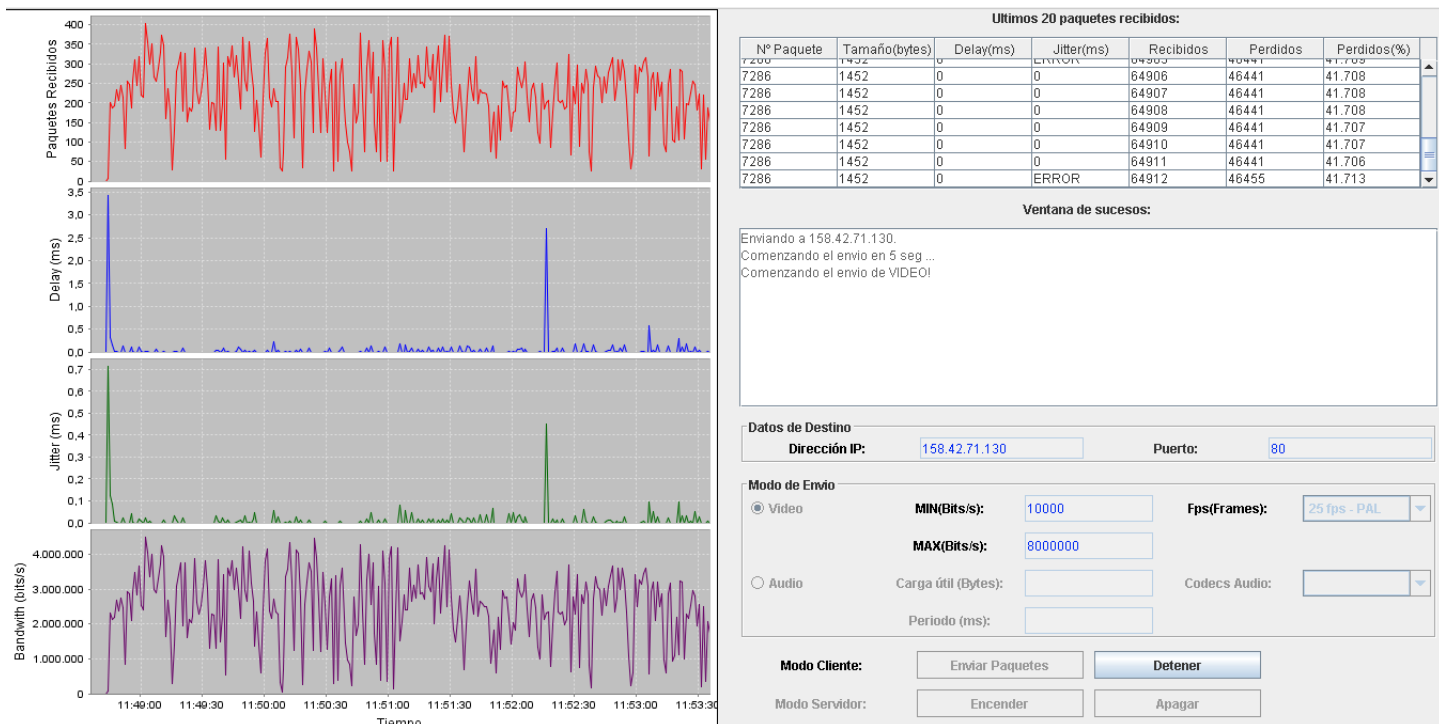 400
350
300
250
200
150
100
50
0
Paquetes Recibidos
3,5
3,0
2,5
2,0
1,5
1,0
0,5
0,0
Delay (ms)
0,7
0,6
0,5
0,4
0,3
0,2
0,1
0,0
Jitter (ms)
4.000.000
3.000.000
2.000.000
1.000.000
0
Bandwith (bits/s)
11:49:00 11:49:30 11:50:00 11:50:30 11:51:00 11:51:30 11:52:00 11:52:30 11:53:00 11:53:30
Tiempo
Ultimos 20 paquetes recibidos:
Nº Paquete Tamaño(bytes) Delay(ms) Jitter(ms) Recibidos Perdidos Perdidos(%)
7286 1452 0 ERROR 64905 46441 41.709
7286 1452 0 0 64906 46441 41.708
7286 1452 0 0 64907 46441 41.708
7286 1452 0 0 64908 46441 41.708
7286 1452 0 0 64909 46441 41.707
7286 1452 0 0 64910 46441 41.707
7286 1452 0 0 64911 46441 41.706
7286 1452 0 ERROR 64912 46455 41.713
Ventana de sucesos:
Enviando a 158.42.71.130.
Comenzando el envio en 5 seg ...
Comenzando el envio de VIDEO!
Datos de Destino
Dirección IP: 158.42.71.130 Puerto: 80
Modo de Envio
Video MIN(Bits/s): 10000 Fps(Frames): 25 fps - PAL
MAX(Bits/s): 8000000
Audio Carga útil (Bytes): Codecs Audio:
Periodo (ms):
Modo Cliente: Enviar Paquetes Detener
Modo Servidor: Encender Apagar